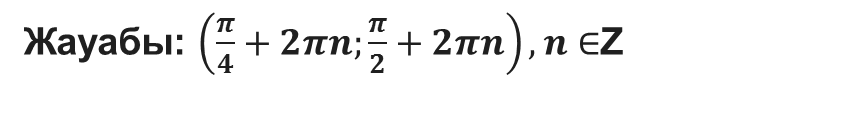 Жауабы: (π/4 + 2πn; π/2 + 2πn), n ∈ Z